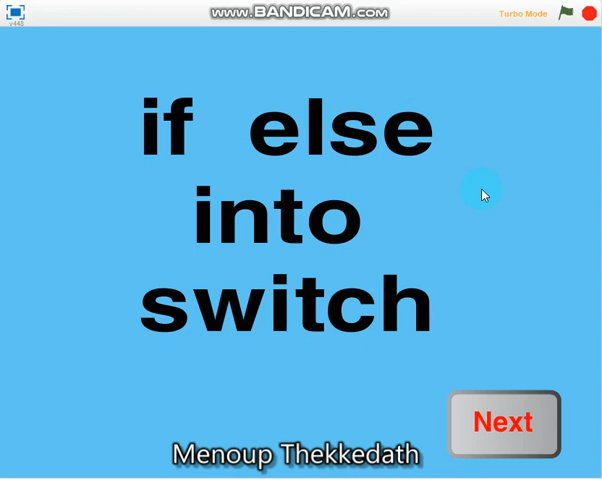 www.BANDICAM.com
Turbo Mode
v443
if else
into
switch
Next
Menoup Thekkedath